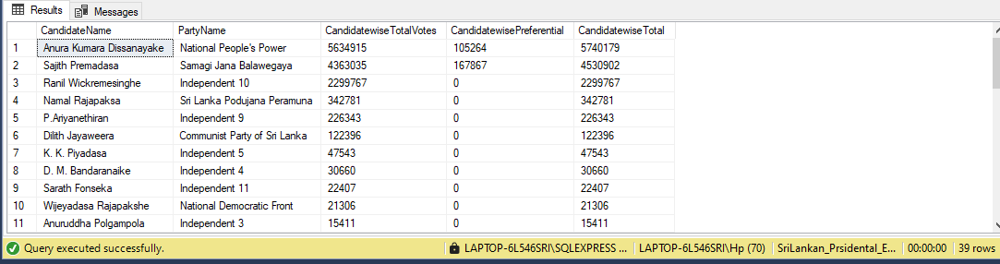 Results Messages
CandidateName PartyName CandidatewiseTotalVotes CandidatewisePreferential CandidatewiseTotal
1 Anura Kumara Dissanayake National People's Power 5634915 105264 5740179
2 Sajith Premadasa Samagi Jana Balawegaya 4363035 167867 4530902
3 Ranil Wickremesinghe Independent 10 2299767 0 2299767
4 Namal Rajapaksa Sri Lanka Podujana Peramuna 342781 0 342781
5 P.Ariyanethiran Independent 9 226343 0 226343
6 Dilith Jayaweera Communist Party of Sri Lanka 122396 0 122396
7 K. K. Piyadasa Independent 5 47543 0 47543
8 D. M. Bandaranaike Independent 4 30660 0 30660
9 Sarath Fonseka Independent 11 22407 0 22407
10 Wijeyadasa Rajapakshe National Democratic Front 21306 0 21306
11 Anuruddha Polgampola Independent 3 15411 0 15411
Query executed successfully. LAPTOP-6L546SRI\SQLEXPRESS ... LAPTOP-6L546SRI\Hp (70) SriLankan_Prsidental_E... 00:00:00 39 rows